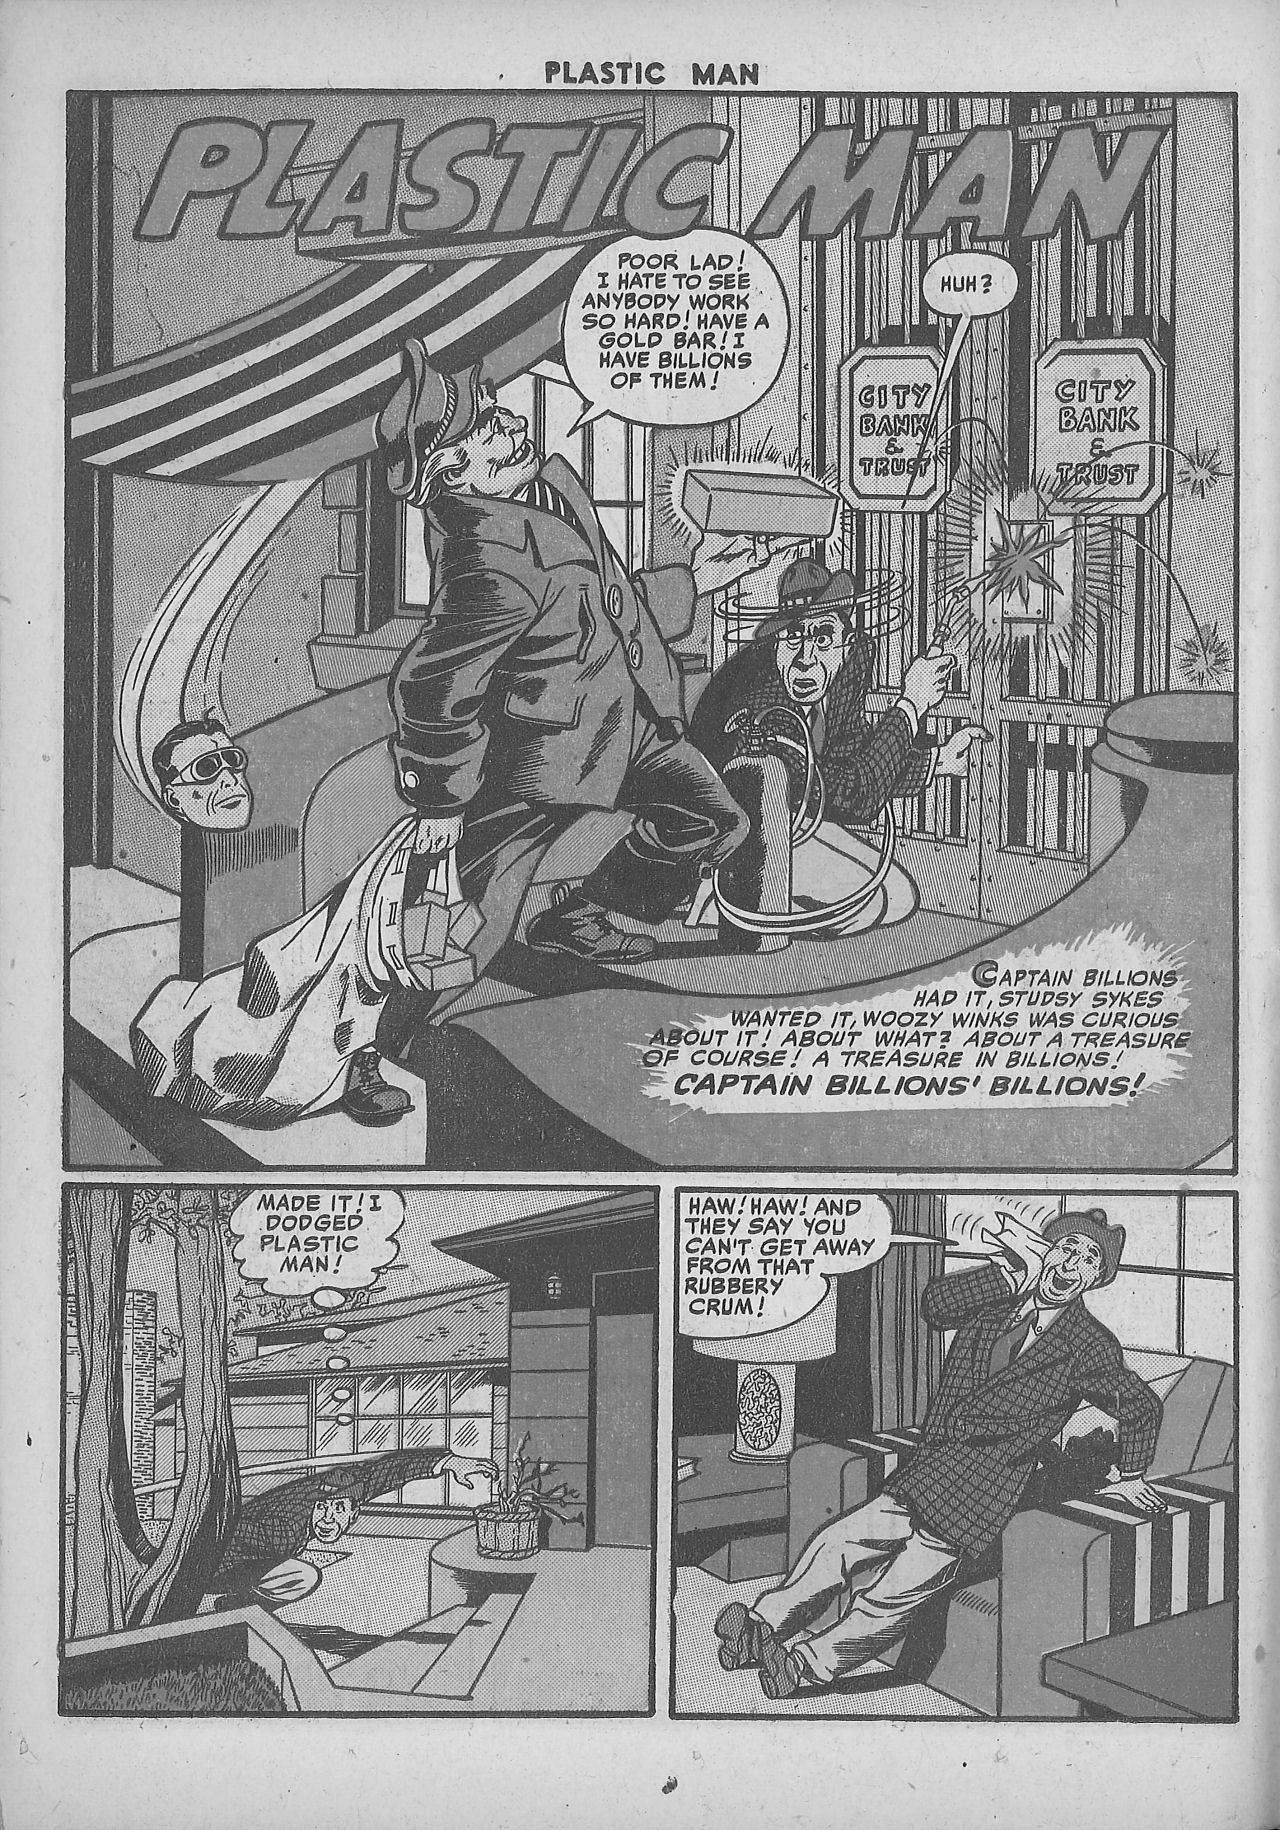 PLASTIC MAN
PLASTIC MAN
POOR LAD!
I HATE TO SEE
ANYBODY WORK
SO HARD! HAVE A
GOLD BAR! I
HAVE BILLIONS
OF THEM!
HUH?
CITY
BANK
&
TRUST
CITY
BANK
&
TRUST
CAPTAIN BILLIONS
HAD IT, STUDSY SYKES
WANTED IT, WOOZY WINKS WAS CURIOUS
ABOUT IT! ABOUT WHAT? ABOUT A TREASURE
OF COURSE! A TREASURE IN BILLIONS!
CAPTAIN BILLIONS' BILLIONS!
MADE IT! I
DODGED
PLASTIC
MAN!
HAW! HAW! AND
THEY SAY YOU
CAN'T GET AWAY
FROM THAT
RUBBERY
CRUM!